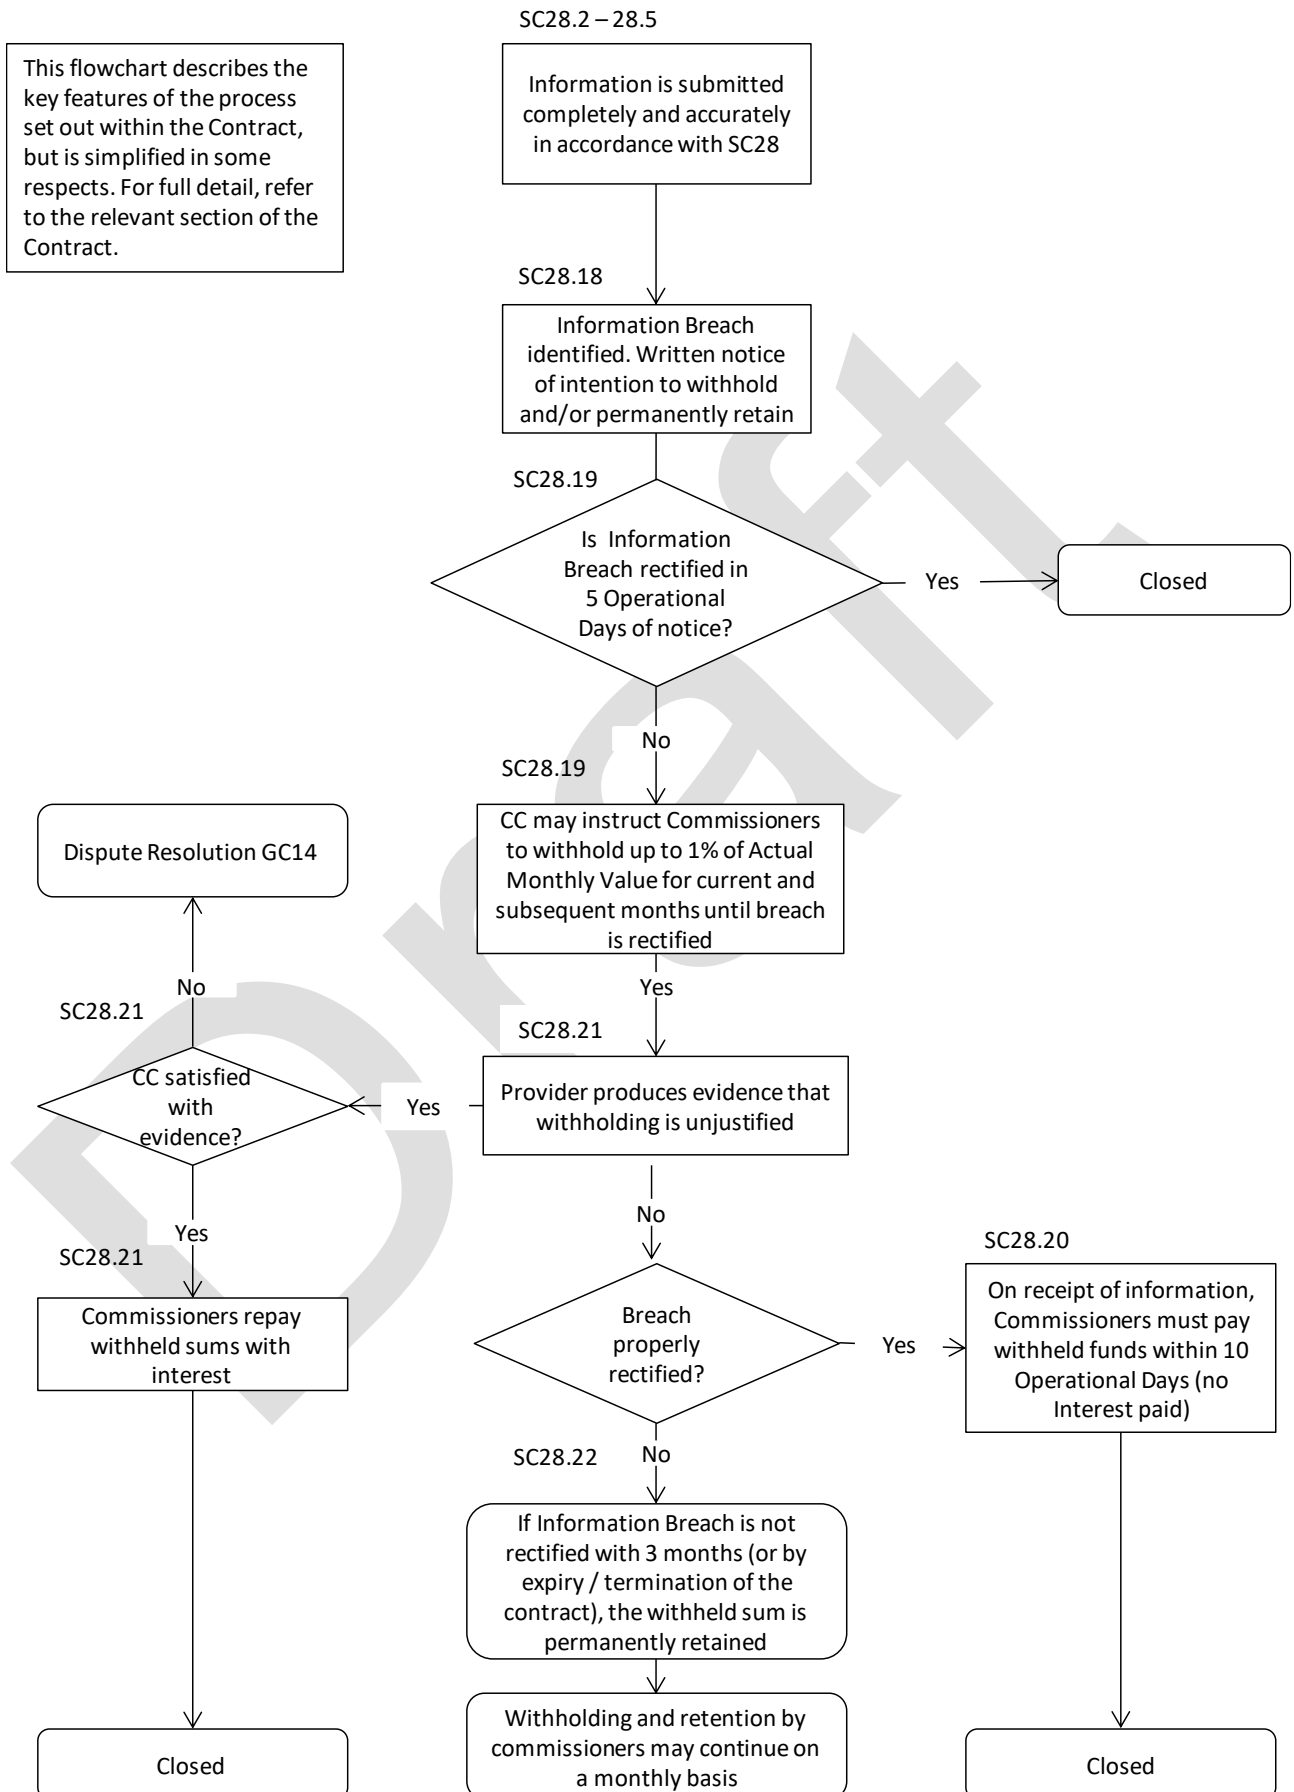 SC28.2 – 28.5
This flowchart describes the
key features of the process
set out within the Contract,
but is simplified in some
respects. For full detail, refer
to the relevant section of the
Contract.
Information is submitted
completely and accurately
in accordance with SC28
SC28.18
Information Breach
identified. Written notice
of intention to withhold
and/or permanently retain
SC28.19
Is  Information
Breach rectified in
5 Operational
Days of notice?
Yes
Closed
No
SC28.19
CC may instruct Commissioners
to withhold up to 1% of Actual
Monthly Value for current and
subsequent months until breach
is rectified
Dispute Resolution GC14
No
Yes
SC28.21
SC28.21
CC satisfied
with
evidence?
Yes
Provider produces evidence that
withholding is unjustified
Yes
No
SC28.21
SC28.20
Commissioners repay
withheld sums with
interest
Breach
properly
rectified?
Yes
On receipt of information,
Commissioners must pay
withheld funds within 10
Operational Days (no
Interest paid)
SC28.22
No
If Information Breach is not
rectified with 3 months (or by
expiry / termination of the
contract), the withheld sum is
permanently retained
Closed
Withholding and retention by
commissioners may continue on
a monthly basis
Closed
Draft